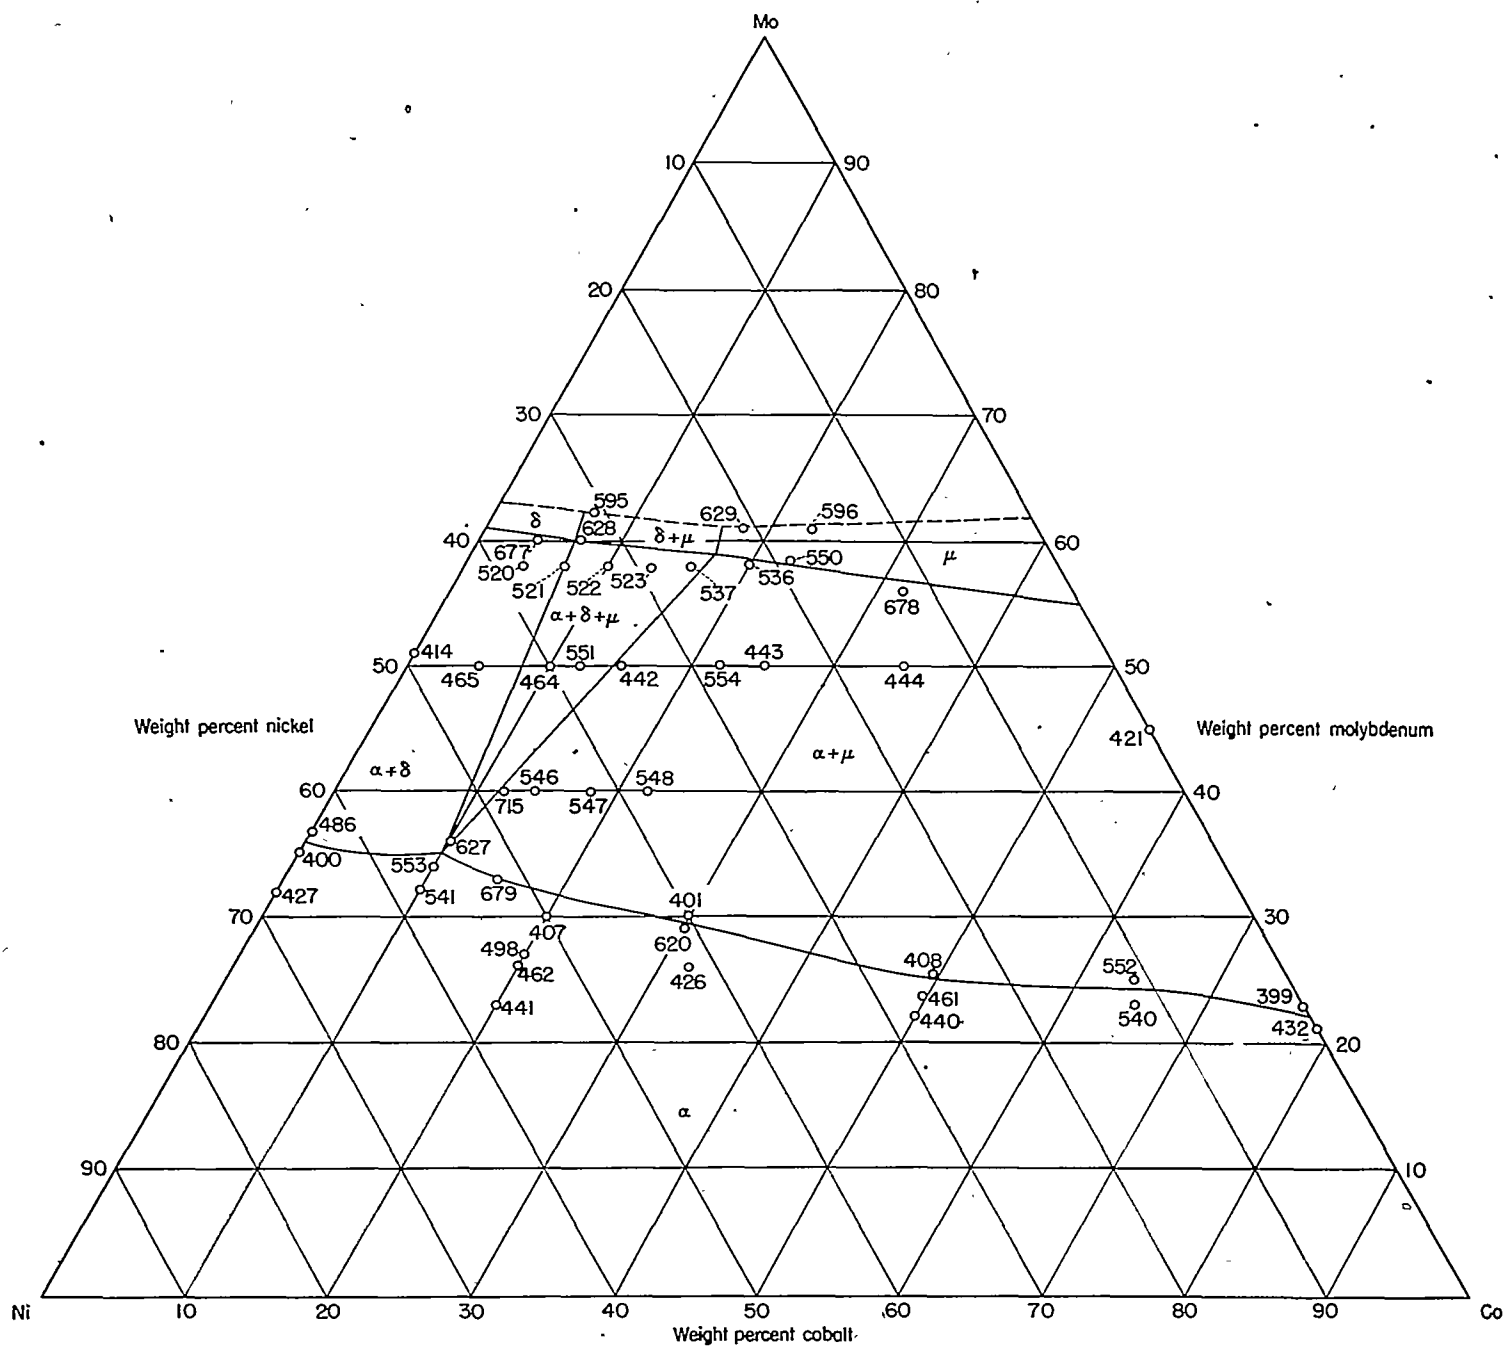 Mo
10 90
20 80
30 70
595
629 596
δ 628
δ+μ
40 60
677 550 μ
520 521 522 523 537 536
678
α+δ+μ
414 551 443
50 50
465 464 442 554 444
Weight percent nickel Weight percent molybdenum
421
α+μ
α+δ
546 548
60 40
715 547
486
627
400 553
427 541 679
401
70 30
407
620
498 408 552
462 426
461 399
441 440 540 432
80 20
α
90 10
Ni 10 20 30 40 50 60 70 80 90 Co
Weight percent cobalt